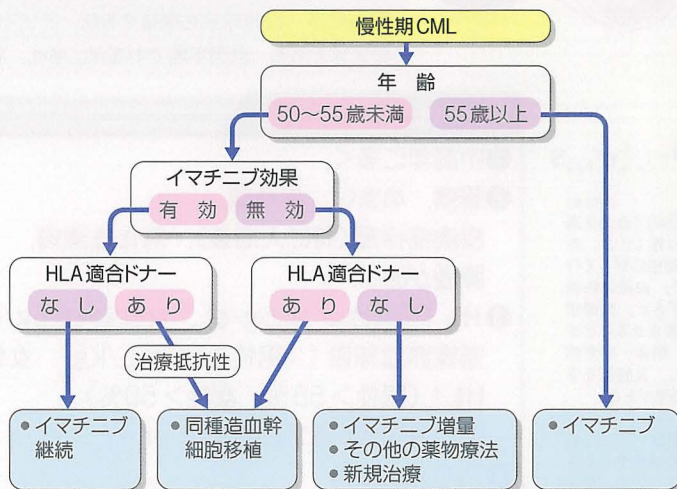 慢性期CML
年齢
50〜55歳未満 55歳以上
イマチニブ効果
有効 無効
HLA適合ドナー HLA適合ドナー
なし あり あり なし
治療抵抗性
●イマチニブ
継続
●同種造血幹
細胞移植
●イマチニブ増量
●その他の薬物療法
●新規治療
●イマチニブ